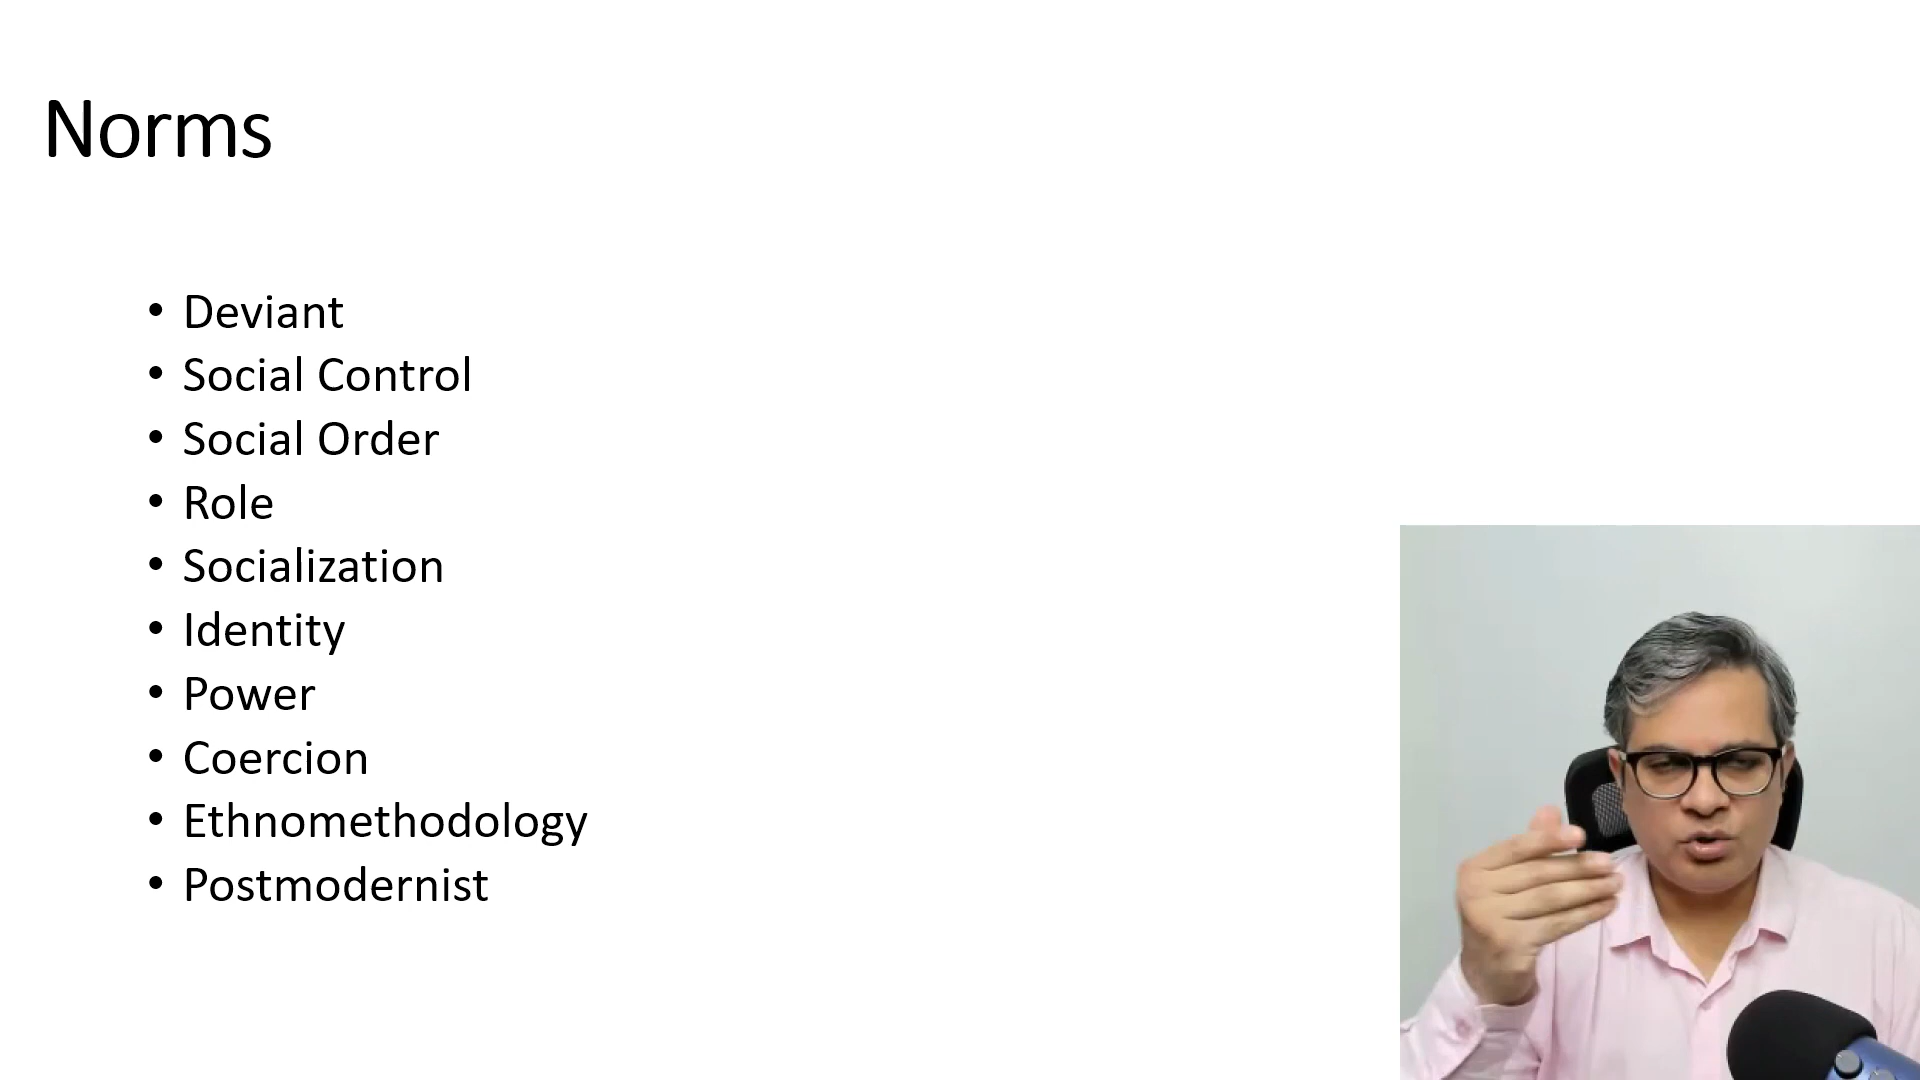 Norms
• Deviant
• Social Control
• Social Order
• Role
• Socialization
• Identity
• Power
• Coercion
• Ethnomethodology
• Postmodernist